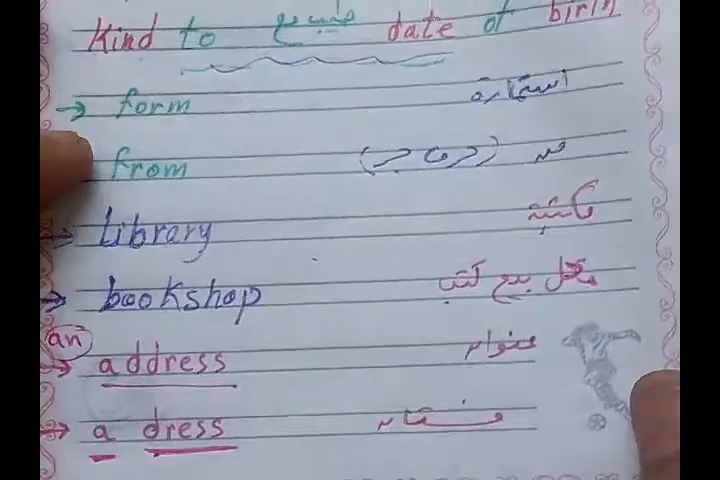 Kind to طبيع date of birth
form استمارة
from من (حرف جر)
Library مكتبة
bookshop محل بيع كتب
an
address عنوان
a dress فستان